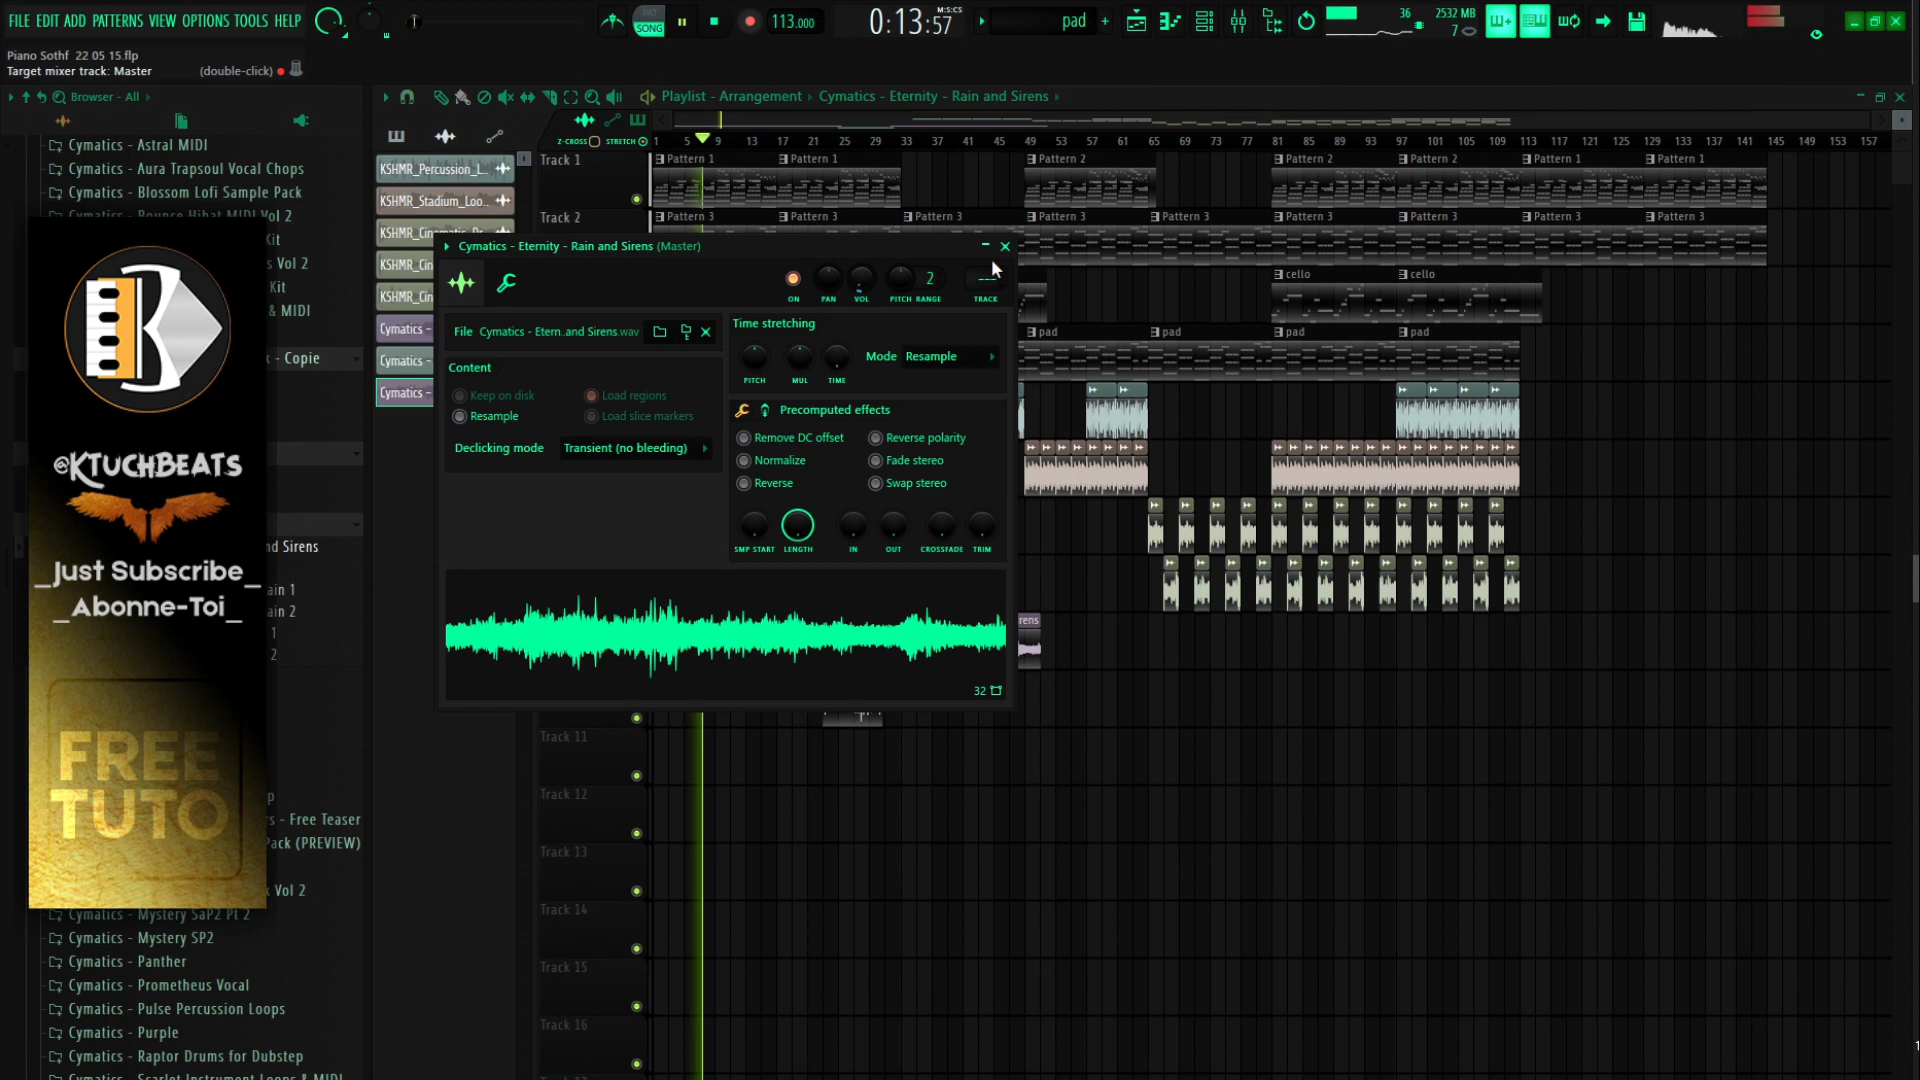 FILE EDIT ADD PATTERNS VIEW OPTIONS TOOLS HELP
PAT
SONG
113.000
0:13:57
M:S:CS
pad
36
2532 MB
7
Piano Sothf 22 05 15.flp
Target mixer track: Master
(double-click)
Browser - All
Playlist - Arrangement › Cymatics - Eternity - Rain and Sirens
Z-CROSS
STRETCH
1 5 9 13 17 21 25 29 33 37 41 45 49 53 57 61 65 69 73 77 81 85 89 93 97 101 105 109 113 117 121 125 129 133 137 141 145 149 153 157
Cymatics - Astral MIDI
Cymatics - Aura Trapsoul Vocal Chops
Cymatics - Blossom Lofi Sample Pack
Cymatics - Bounce Hihat MIDI Vol 2
Kit
s Vol 2
Kit
& MIDI
k - Copie
nd Sirens
ain 1
ain 2
1
2
p
rs - Free Teaser
Pack (PREVIEW)
Vol 2
Cymatics - Mystery SaP2 Pt 2
Cymatics - Mystery SP2
Cymatics - Panther
Cymatics - Prometheus Vocal
Cymatics - Pulse Percussion Loops
Cymatics - Purple
Cymatics - Raptor Drums for Dubstep
Cymatics - Scarlet Instrument Loops & MIDI
@KTUCHBEATS
_Just Subscribe_
_Abonne-Toi_
FREE
TUTO
KSHMR_Percussion_L..
KSHMR_Stadium_Loo..
KSHMR_Cinematic_Dr..
KSHMR_Cin
KSHMR_Cin
Cymatics -
Cymatics -
Cymatics -
Track 1
Pattern 1 Pattern 1 Pattern 2 Pattern 2 Pattern 2 Pattern 1 Pattern 1
Track 2
Pattern 3 Pattern 3 Pattern 3 Pattern 3 Pattern 3 Pattern 3 Pattern 3 Pattern 3 Pattern 3
cello cello
pad pad pad pad
rens
Track 11
Track 12
Track 13
Track 14
Track 15
Track 16
Cymatics - Eternity - Rain and Sirens (Master)
ON
PAN
VOL
PITCH RANGE
2
---
TRACK
File Cymatics - Etern..and Sirens.wav
Content
Keep on disk
Load regions
Resample
Load slice markers
Declicking mode
Transient (no bleeding)
Time stretching
PITCH
MUL
TIME
Mode Resample
Precomputed effects
Remove DC offset
Reverse polarity
Normalize
Fade stereo
Reverse
Swap stereo
SMP START
LENGTH
IN
OUT
CROSSFADE
TRIM
32